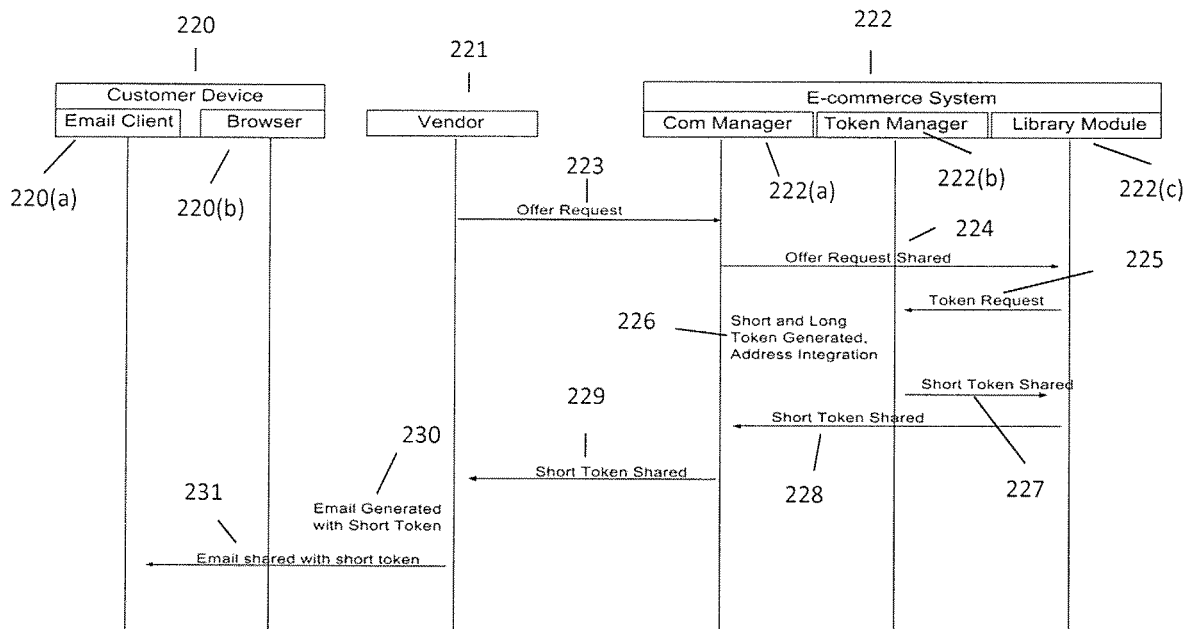 220
221
222
Customer Device
E-commerce System
Email Client
Browser
Vendor
Com Manager
Token Manager
Library Module
220(a)
220(b)
223
222(a)
222(b)
222(c)
Offer Request
224
Offer Request Shared
225
Token Request
226
Short and Long
Token Generated,
Address Integration
Short Token Shared
229
Short Token Shared
230
Short Token Shared
228
227
231
Email Generated
with Short Token
Email shared with short token